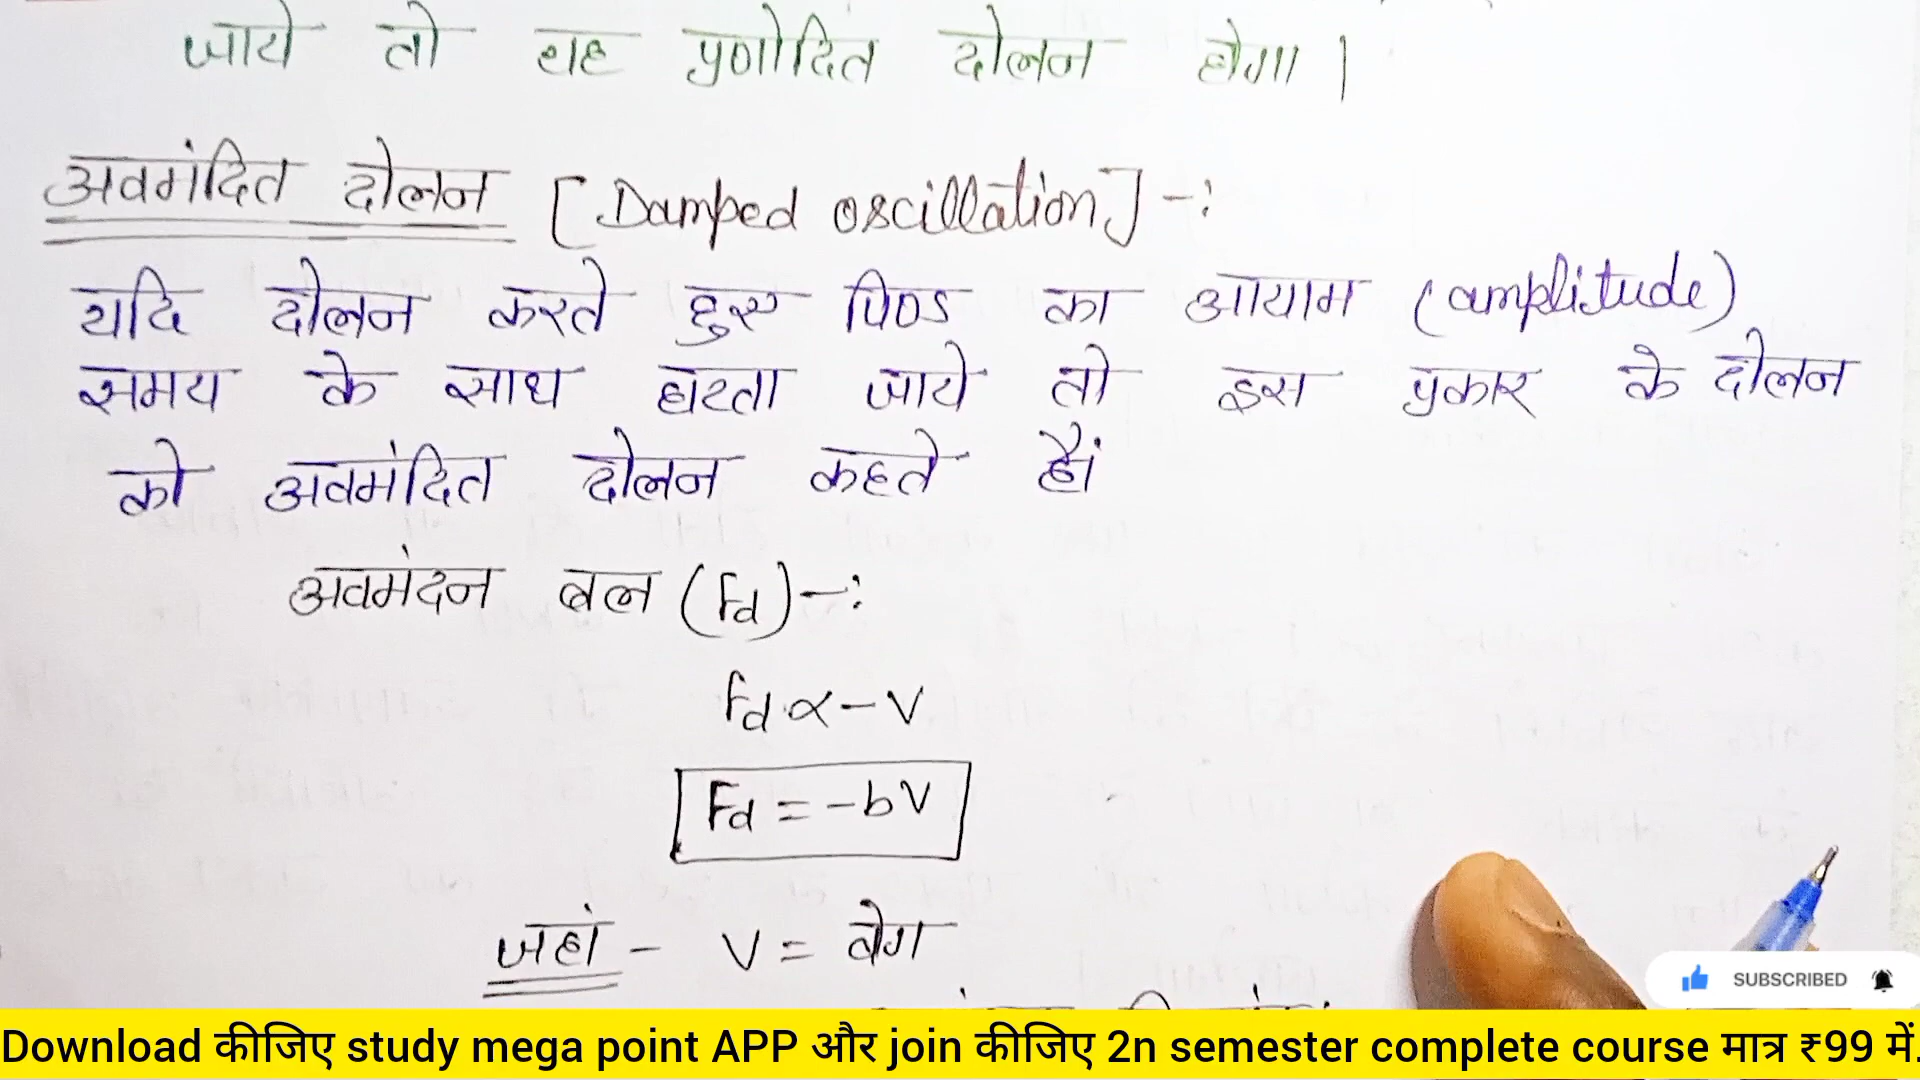 जाये तो यह प्रणोदित दोलन होगा |
अवमंदित दोलन [Damped oscillation] -:
यदि दोलन करते हुए पिण्ड का आयाम (amplitude)
समय के साथ घटता जाये तो इस प्रकार के दोलन
को अवमंदित दोलन कहते हैं।
अवमंदन बल (Fd) -:
Fd ∝ - V
Fd = - bV
जहां - V = वेग
SUBSCRIBED
Download कीजिए study mega point APP और join कीजिए 2n semester complete course मात्र ₹99 में.